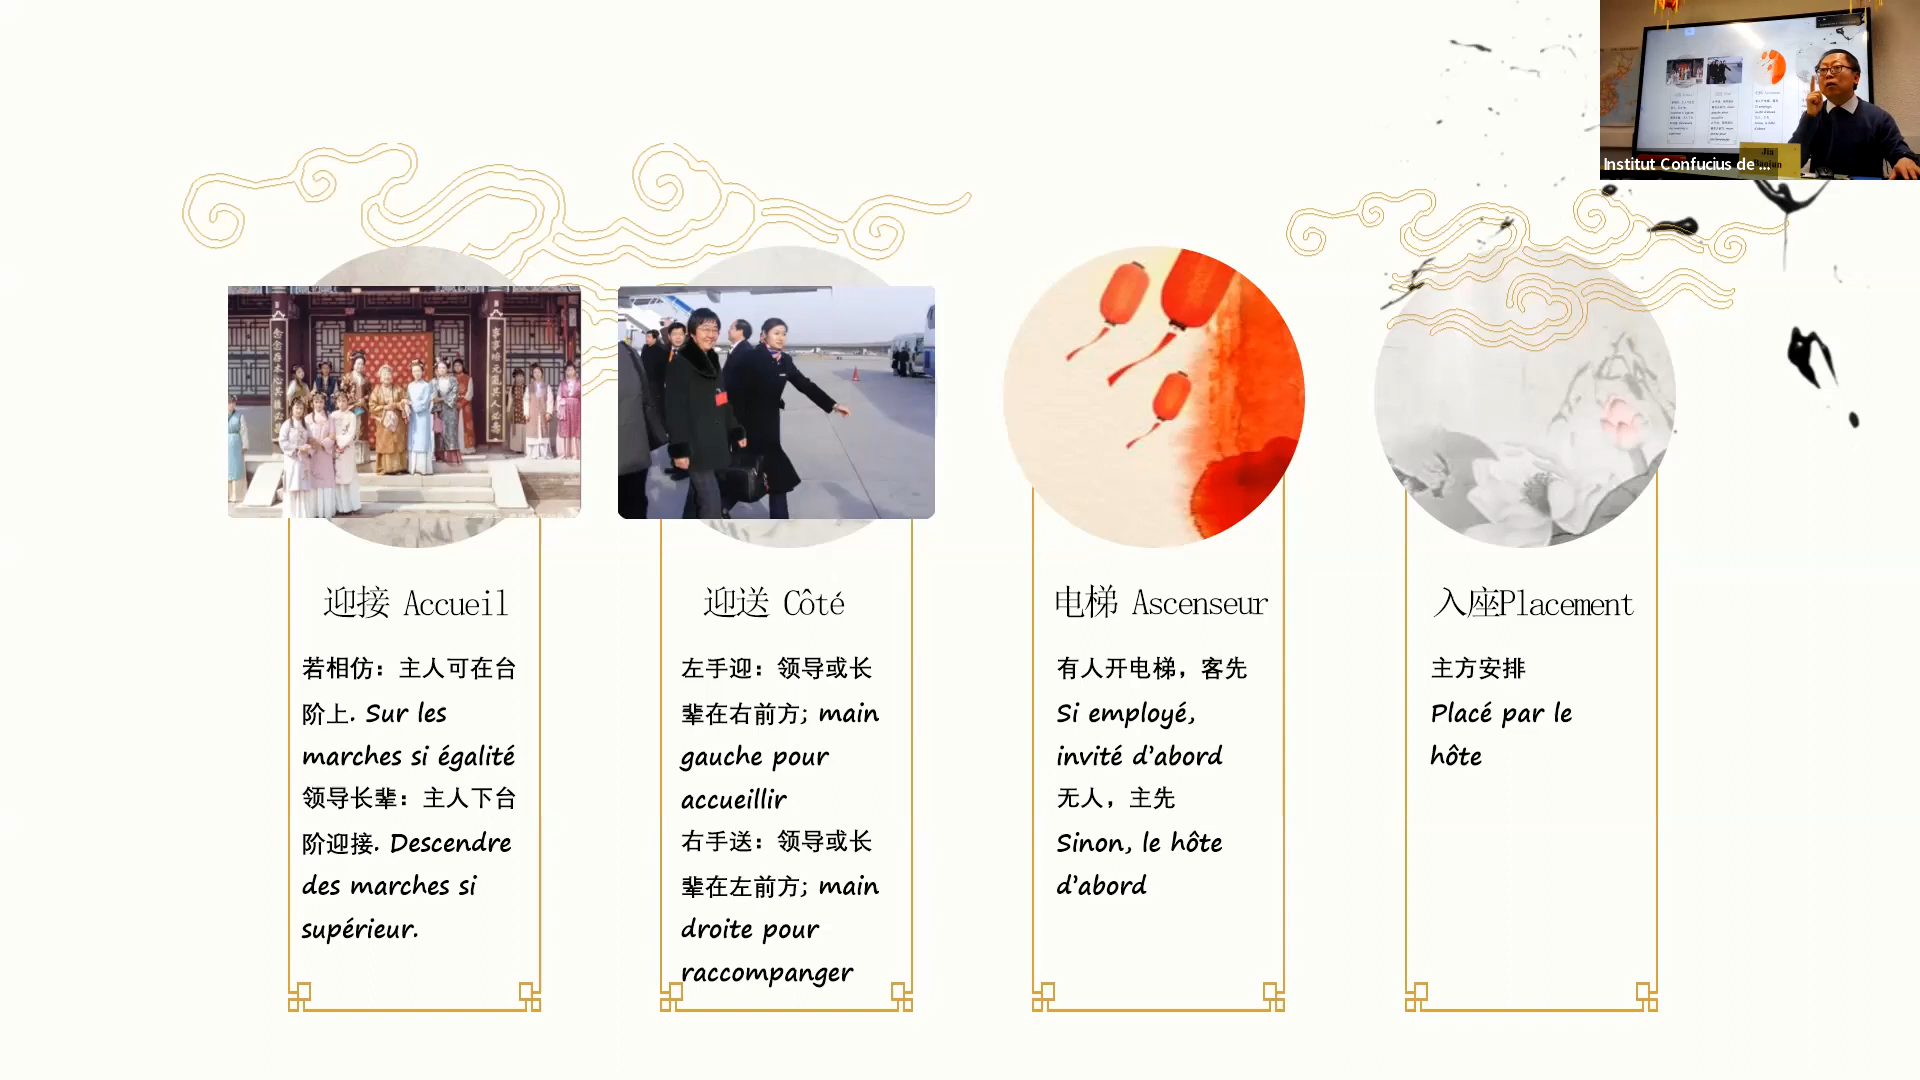 Institut Confucius de ...
Jia
迎接 Accueil
若相仿：主人可在台
阶上. Sur les
marches si égalité
领导长辈：主人下台
阶迎接. Descendre
des marches si
supérieur.
迎送 Côté
左手迎：领导或长
辈在右前方; main
gauche pour
accueillir
右手送：领导或长
辈在左前方; main
droite pour
raccompanger
电梯 Ascenseur
有人开电梯，客先
Si employé,
invité d'abord
无人，主先
Sinon, le hôte
d'abord
入座Placement
主方安排
Placé par le
hôte